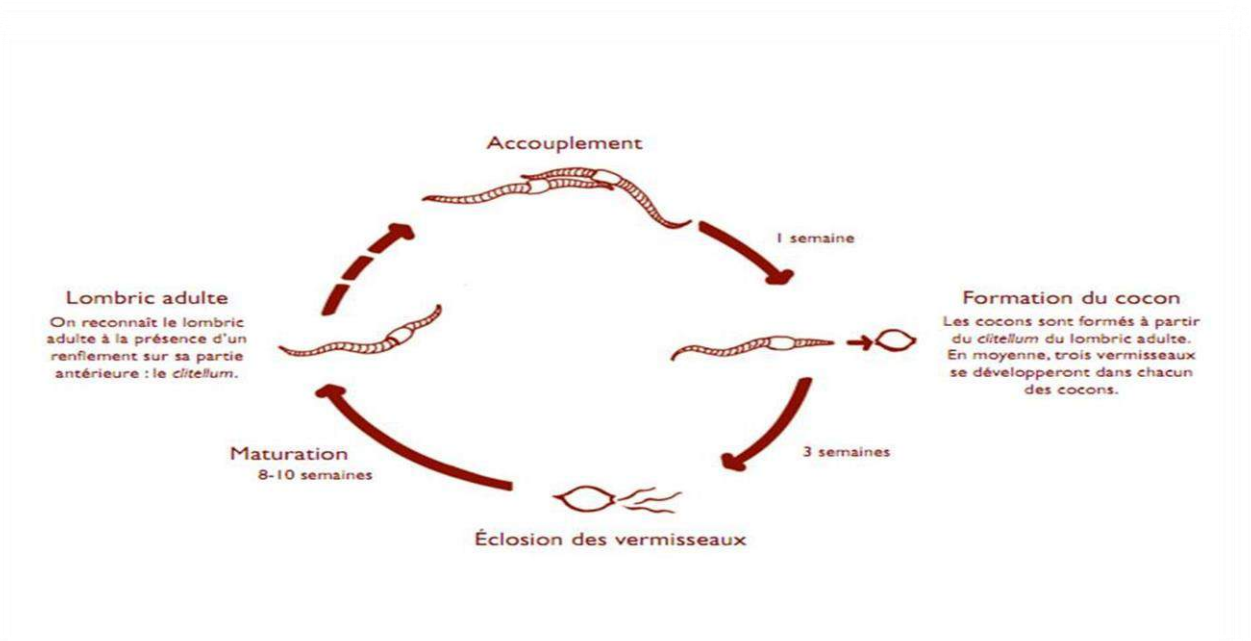 Accouplement
1 semaine
Lombric adulte
On reconnaît le lombric
adulte à la présence d'un
renflement sur sa partie
antérieure : le clitellum.
Formation du cocon
Les cocons sont formés à partir
du clitellum du lombric adulte.
En moyenne, trois vermisseaux
se développeront dans chacun
des cocons.
3 semaines
Maturation
8-10 semaines
Éclosion des vermisseaux